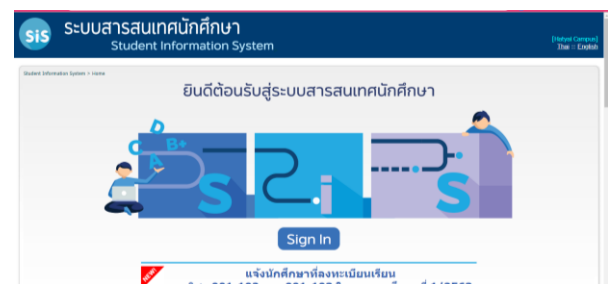 SiS
ระบบสารสนเทศนักศึกษา
Student Information System
[Hatyai Campus]
Thai :: English
Student Information System > Home
ยินดีต้อนรับสู่ระบบสารสนเทศนักศึกษา
D
C B+
A
S i S
Sign In
NEW!
แจ้งนักศึกษาที่ลงทะเบียนเรียน